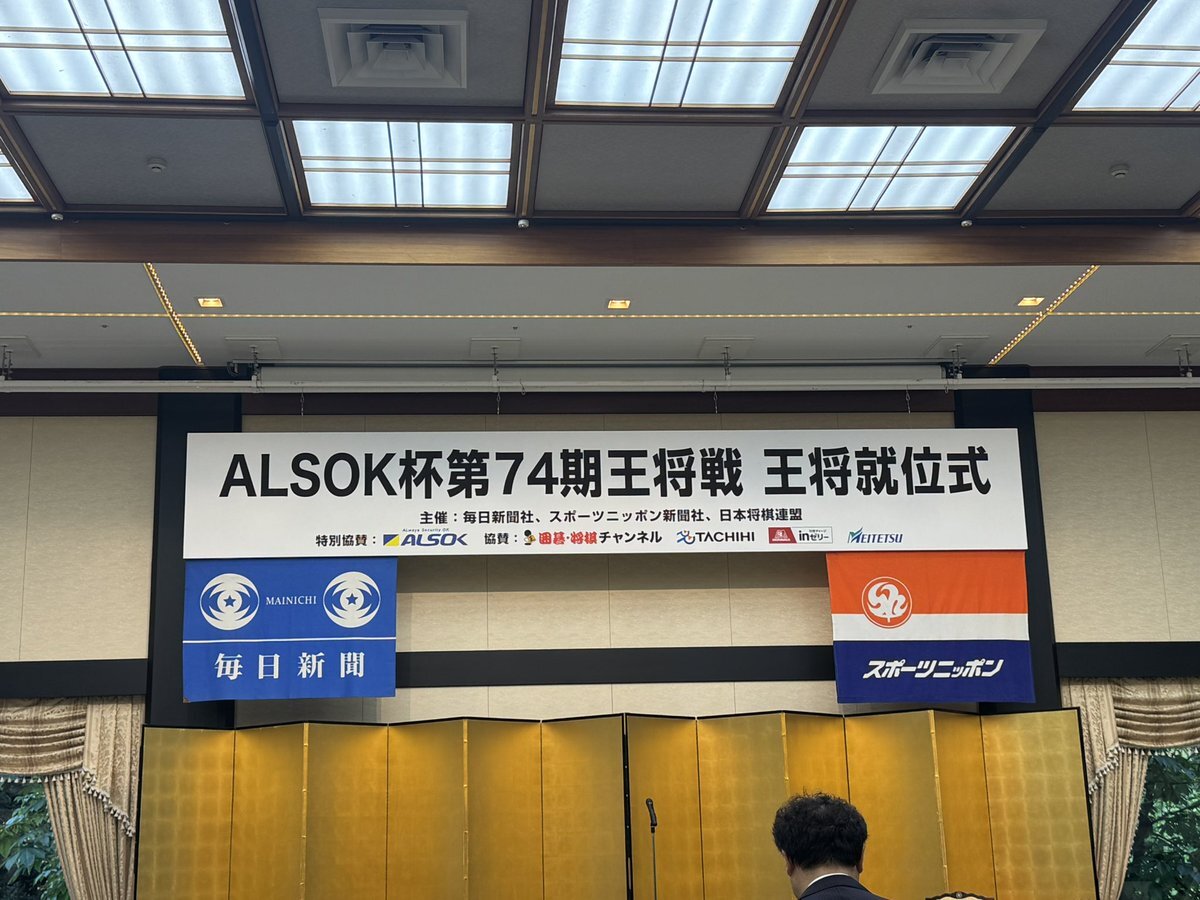 ALSOK杯第74期王将戦 王将就位式
主催：毎日新聞社、スポーツニッポン新聞社、日本将棋連盟
特別協賛： Always Security OK ALSOK 協賛： 囲碁・将棋チャンネル TACHIHI inゼリー MEITETSU
MAINICHI
毎日新聞
スポーツニッポン